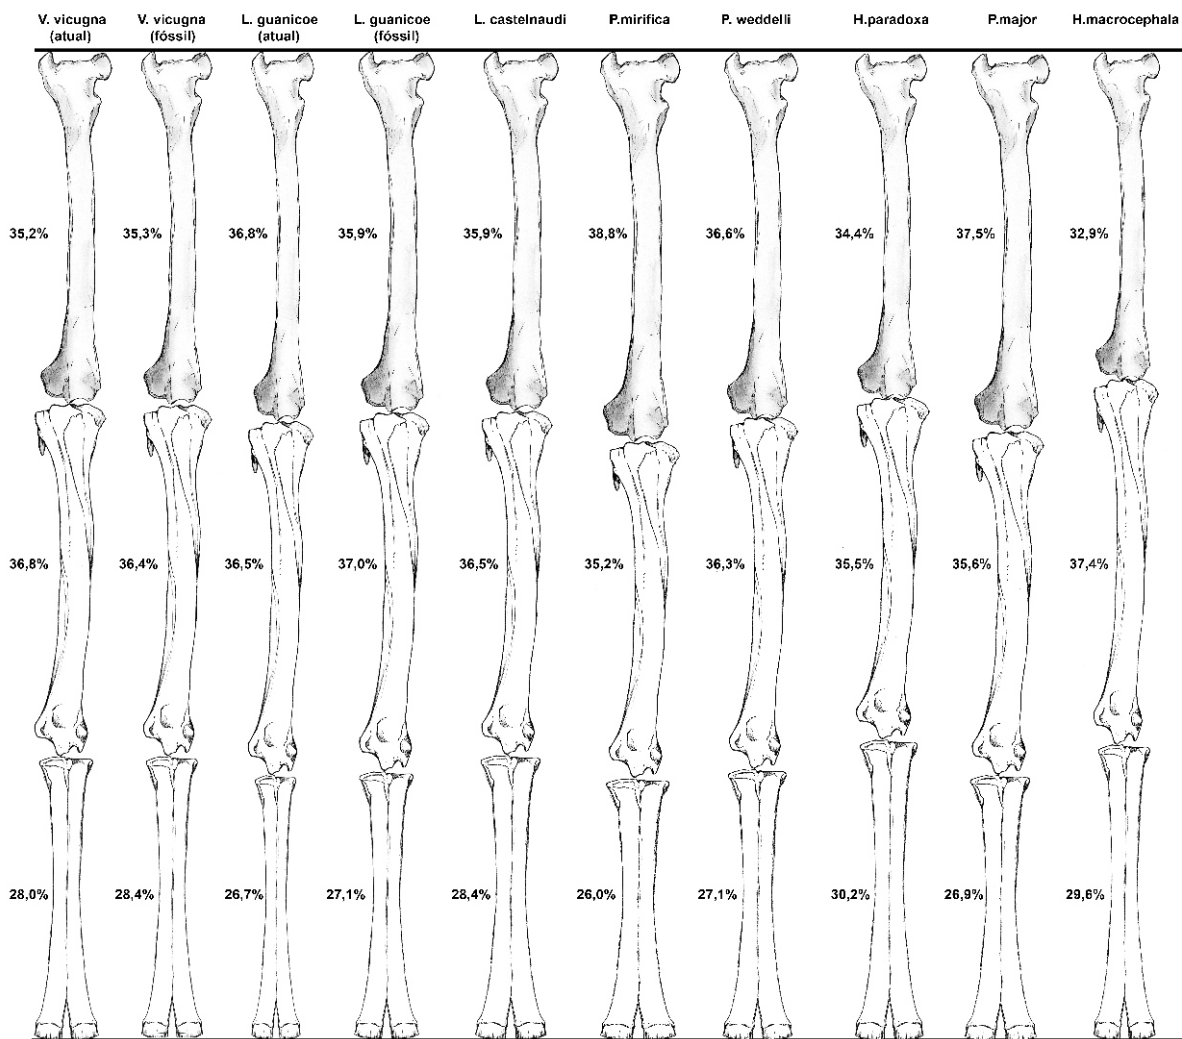 V. vicugna V. vicugna L. guanicoe L. guanicoe L. castelnaudi P.mirifica P. weddelli H.paradoxa P.major H.macrocephala
(atual) (fóssil) (atual) (fóssil)
35,2% 35,3% 36,8% 35,9% 35,9% 38,8% 36,6% 34,4% 37,5% 32,9%
36,8% 36,4% 36,5% 37,0% 36,5% 35,2% 36,3% 35,5% 35,6% 37,4%
28,0% 28,4% 26,7% 27,1% 28,4% 26,0% 27,1% 30,2% 26,9% 29,6%